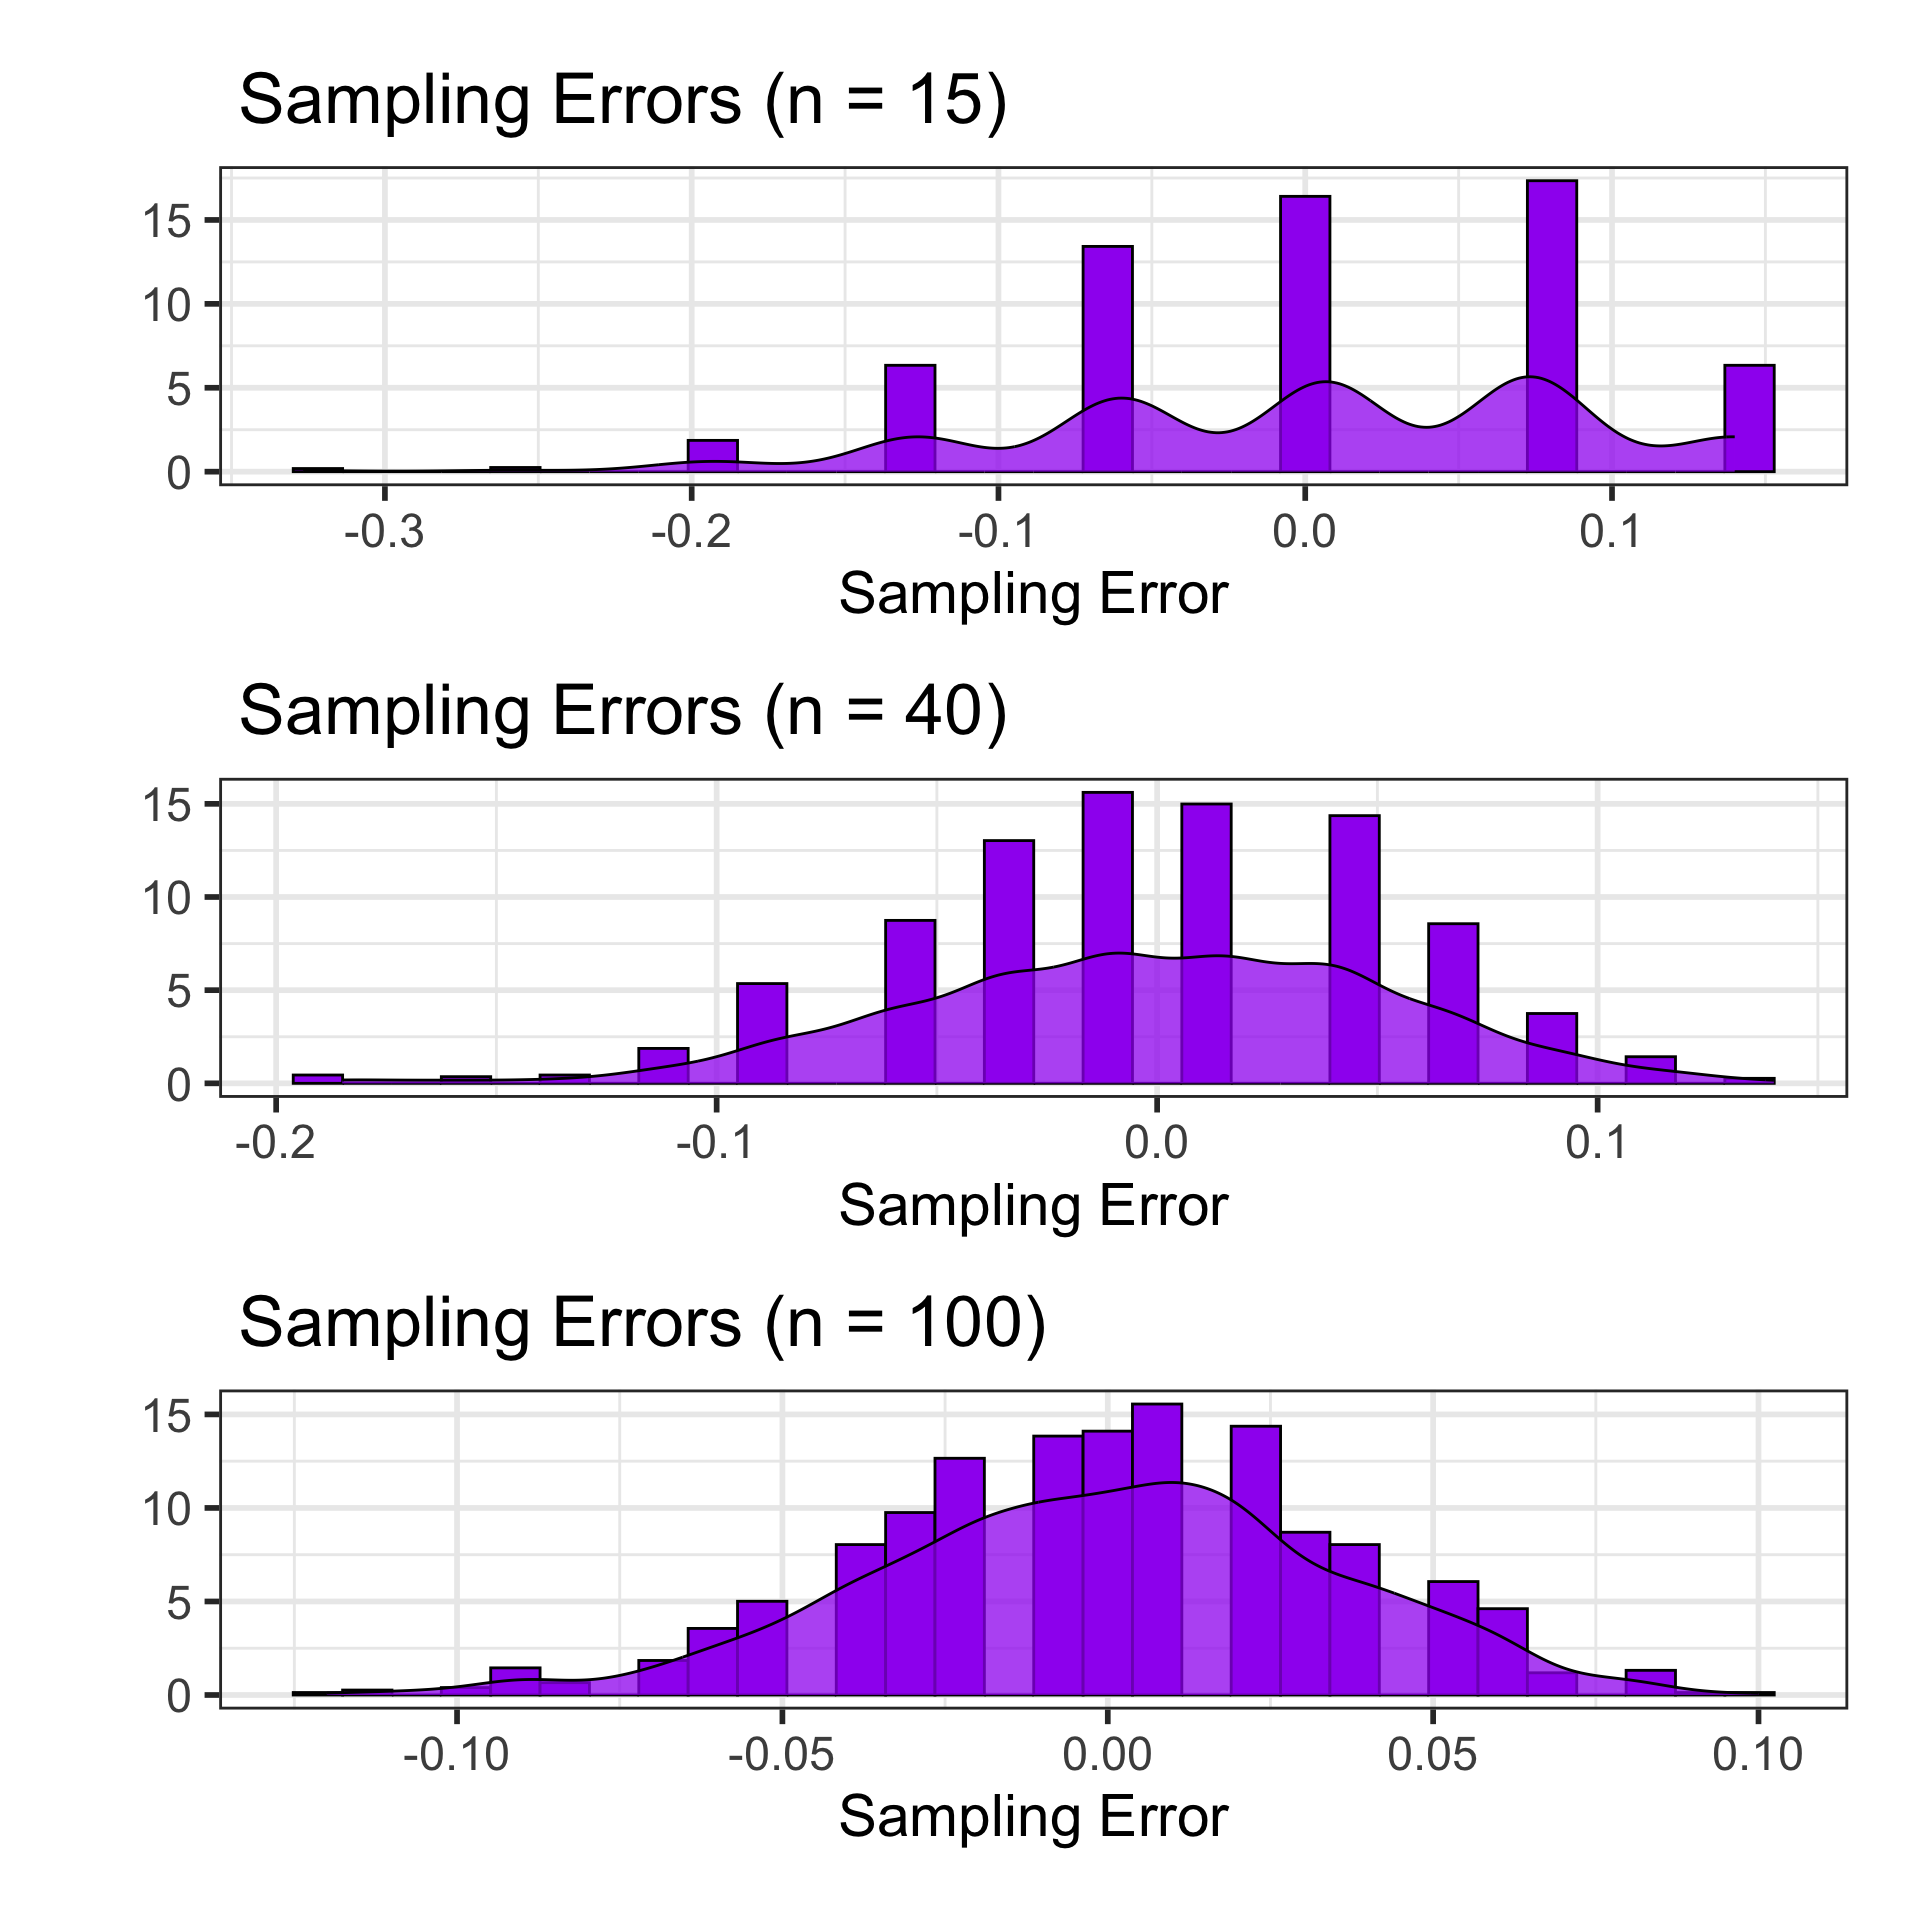 Sampling Errors (n = 15)
15
10
5
0
-0.3 -0.2 -0.1 0.0 0.1
Sampling Error
Sampling Errors (n = 40)
15
10
5
0
-0.2 -0.1 0.0 0.1
Sampling Error
Sampling Errors (n = 100)
15
10
5
0
-0.10 -0.05 0.00 0.05 0.10
Sampling Error